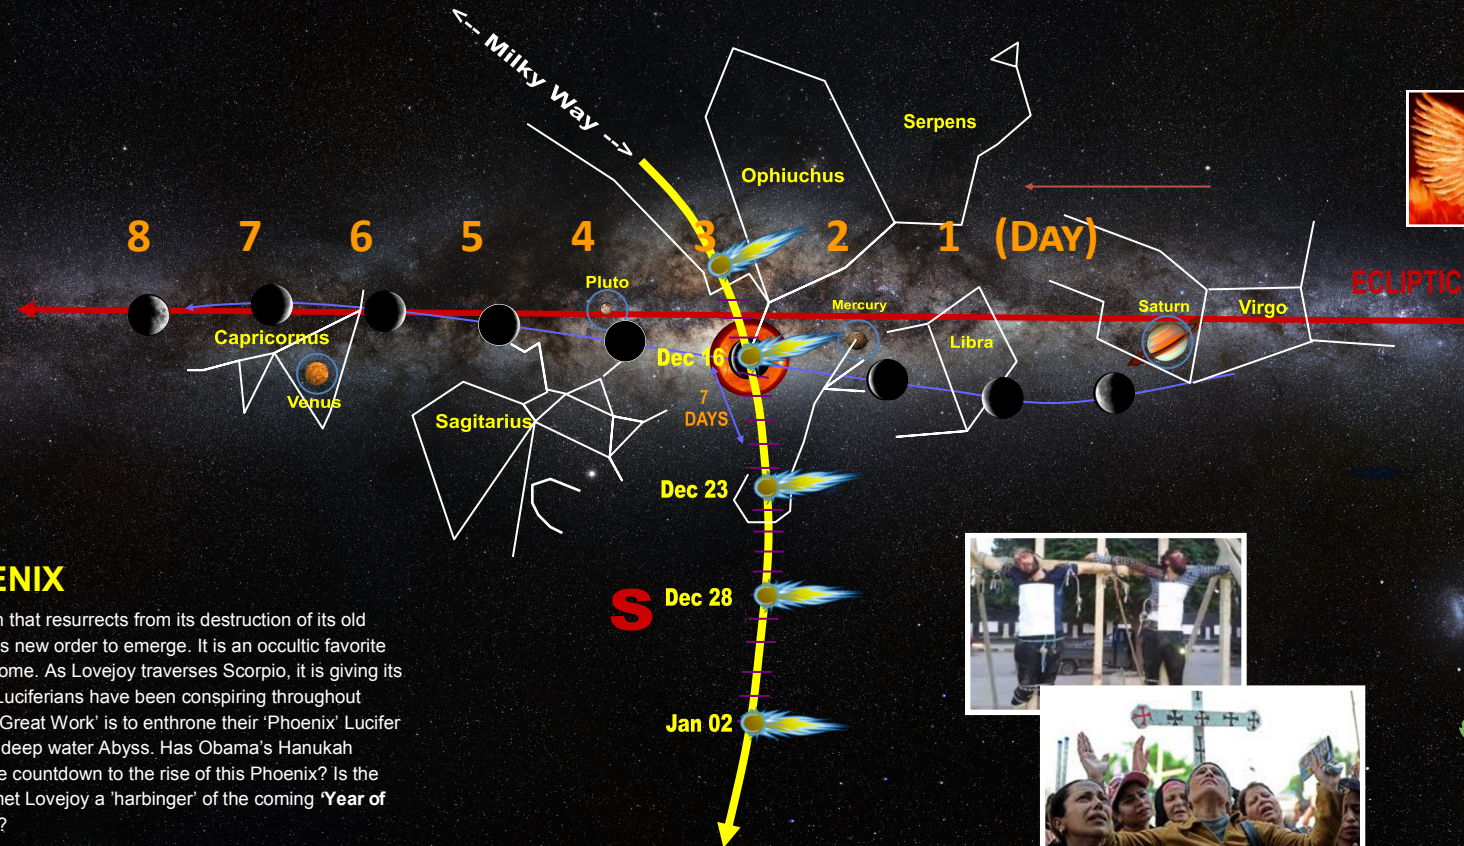 <-- Milky Way -->
Serpens
Ophiuchus
8 7 6 5 4 3 2 1 (DAY)
Pluto
ECLIPTIC
Mercury
Saturn
Virgo
Capricornus
Libra
Dec 16
Venus
7
DAYS
Sagitarius
Dec 23
ENIX
n that resurrects from its destruction of its old
s new order to emerge. It is an occultic favorite
ome. As Lovejoy traverses Scorpio, it is giving its
Luciferians have been conspiring throughout
Great Work’ is to enthrone their ‘Phoenix’ Lucifer
deep water Abyss. Has Obama’s Hanukah
e countdown to the rise of this Phoenix? Is the
net Lovejoy a ’harbinger’ of the coming ‘Year of
?
S
Dec 28
Jan 02